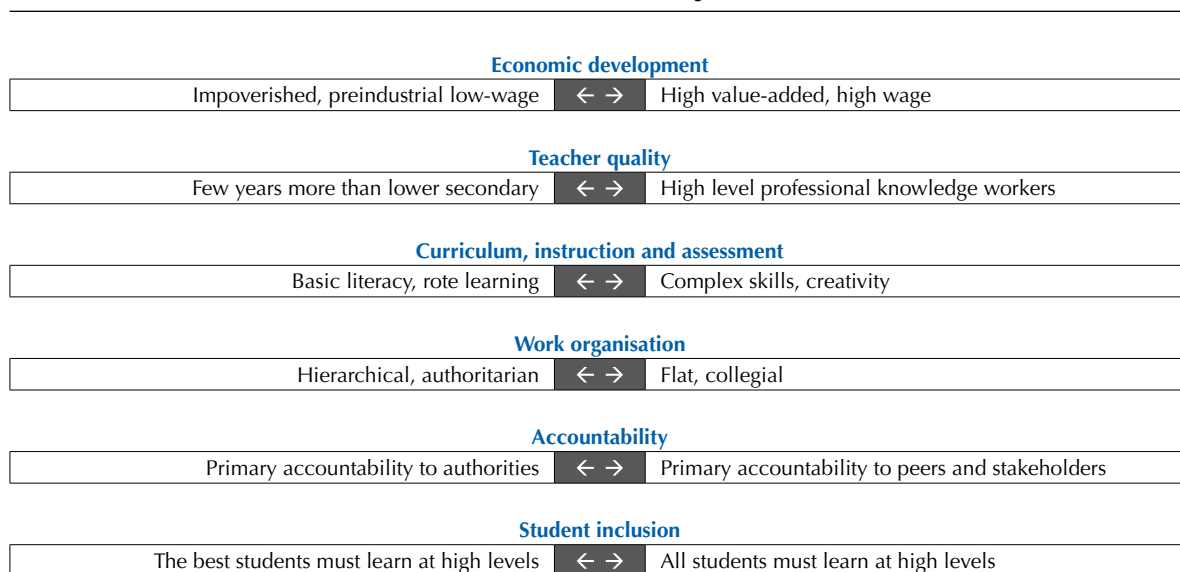 Economic development
Impoverished, preindustrial low-wage ← → High value-added, high wage
Teacher quality
Few years more than lower secondary ← → High level professional knowledge workers
Curriculum, instruction and assessment
Basic literacy, rote learning ← → Complex skills, creativity
Work organisation
Hierarchical, authoritarian ← → Flat, collegial
Accountability
Primary accountability to authorities ← → Primary accountability to peers and stakeholders
Student inclusion
The best students must learn at high levels ← → All students must learn at high levels